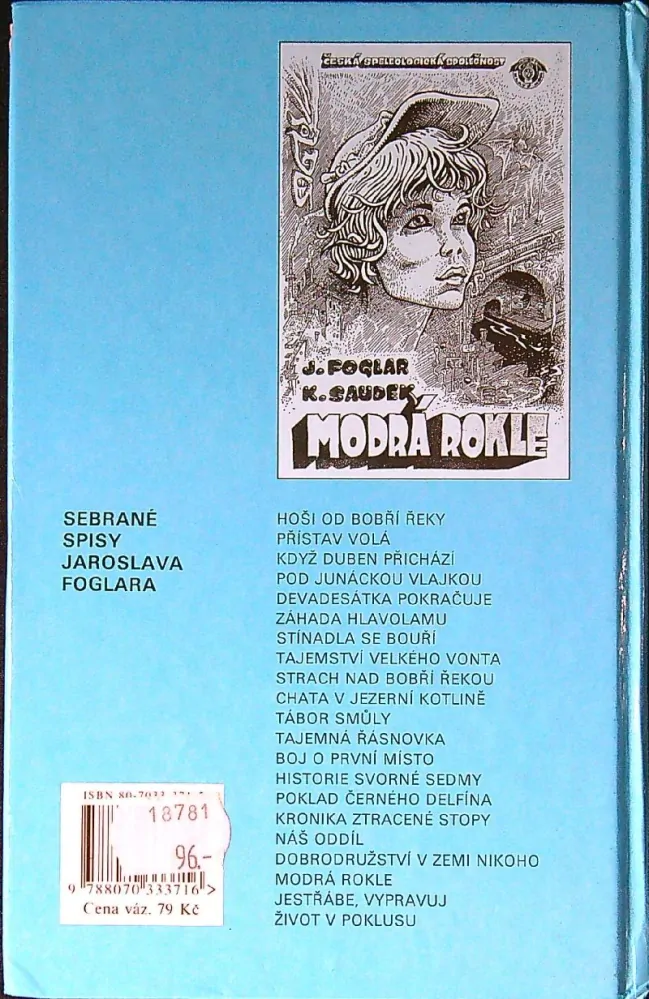 ČESKÁ SPELEOLOGICKÁ SPOLEČNOST
J. FOGLAR
K. SAUDEK
MODRÁ ROKLE
SEBRANÉ
SPISY
JAROSLAVA
FOGLARA
HOŠI OD BOBŘÍ ŘEKY
PŘÍSTAV VOLÁ
KDYŽ DUBEN PŘICHÁZÍ
POD JUNÁCKOU VLAJKOU
DEVADESÁTKA POKRAČUJE
ZÁHADA HLAVOLAMU
STÍNADLA SE BOUŘÍ
TAJEMSTVÍ VELKÉHO VONTA
STRACH NAD BOBŘÍ ŘEKOU
CHATA V JEZERNÍ KOTLINĚ
TÁBOR SMŮLY
TAJEMNÁ ŘÁSNOVKA
BOJ O PRVNÍ MÍSTO
HISTORIE SVORNÉ SEDMY
POKLAD ČERNÉHO DELFÍNA
KRONIKA ZTRACENÉ STOPY
NÁŠ ODDÍL
DOBRODRUŽSTVÍ V ZEMI NIKOHO
MODRÁ ROKLE
JESTŘÁBE, VYPRAVUJ
ŽIVOT V POKLUSU
ISBN
18781
96.-
9 788070 333716 >
Cena váz. 79 Kč